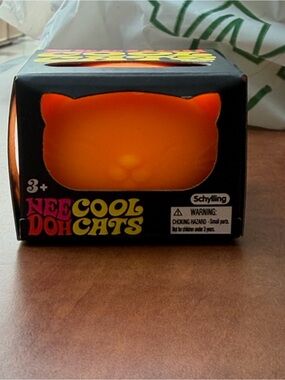 3+
NEE COOL
DOH CATS
Schylling
WARNING:
CHOKING HAZARD - Small parts.
Not for children under 3 years.